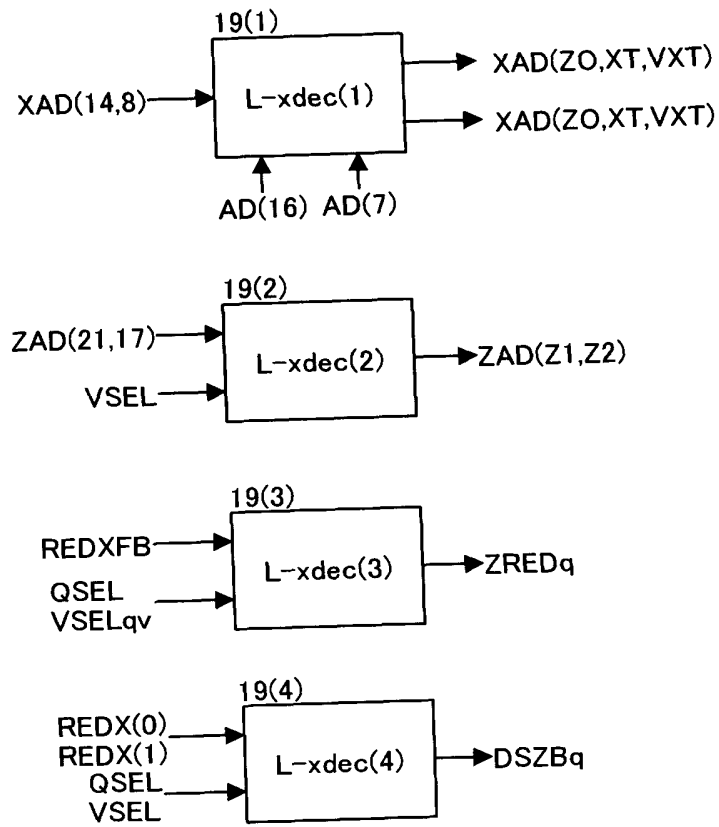 19(1)
XAD(14,8)
L-xdec(1)
XAD(ZO,XT,VXT)
XAD(ZO,XT,VXT)
AD(16) AD(7)
19(2)
ZAD(21,17)
VSEL
L-xdec(2)
ZAD(Z1,Z2)
19(3)
REDXFB
QSEL
VSELqv
L-xdec(3)
ZREDq
19(4)
REDX(0)
REDX(1)
QSEL
VSEL
L-xdec(4)
DSZBq